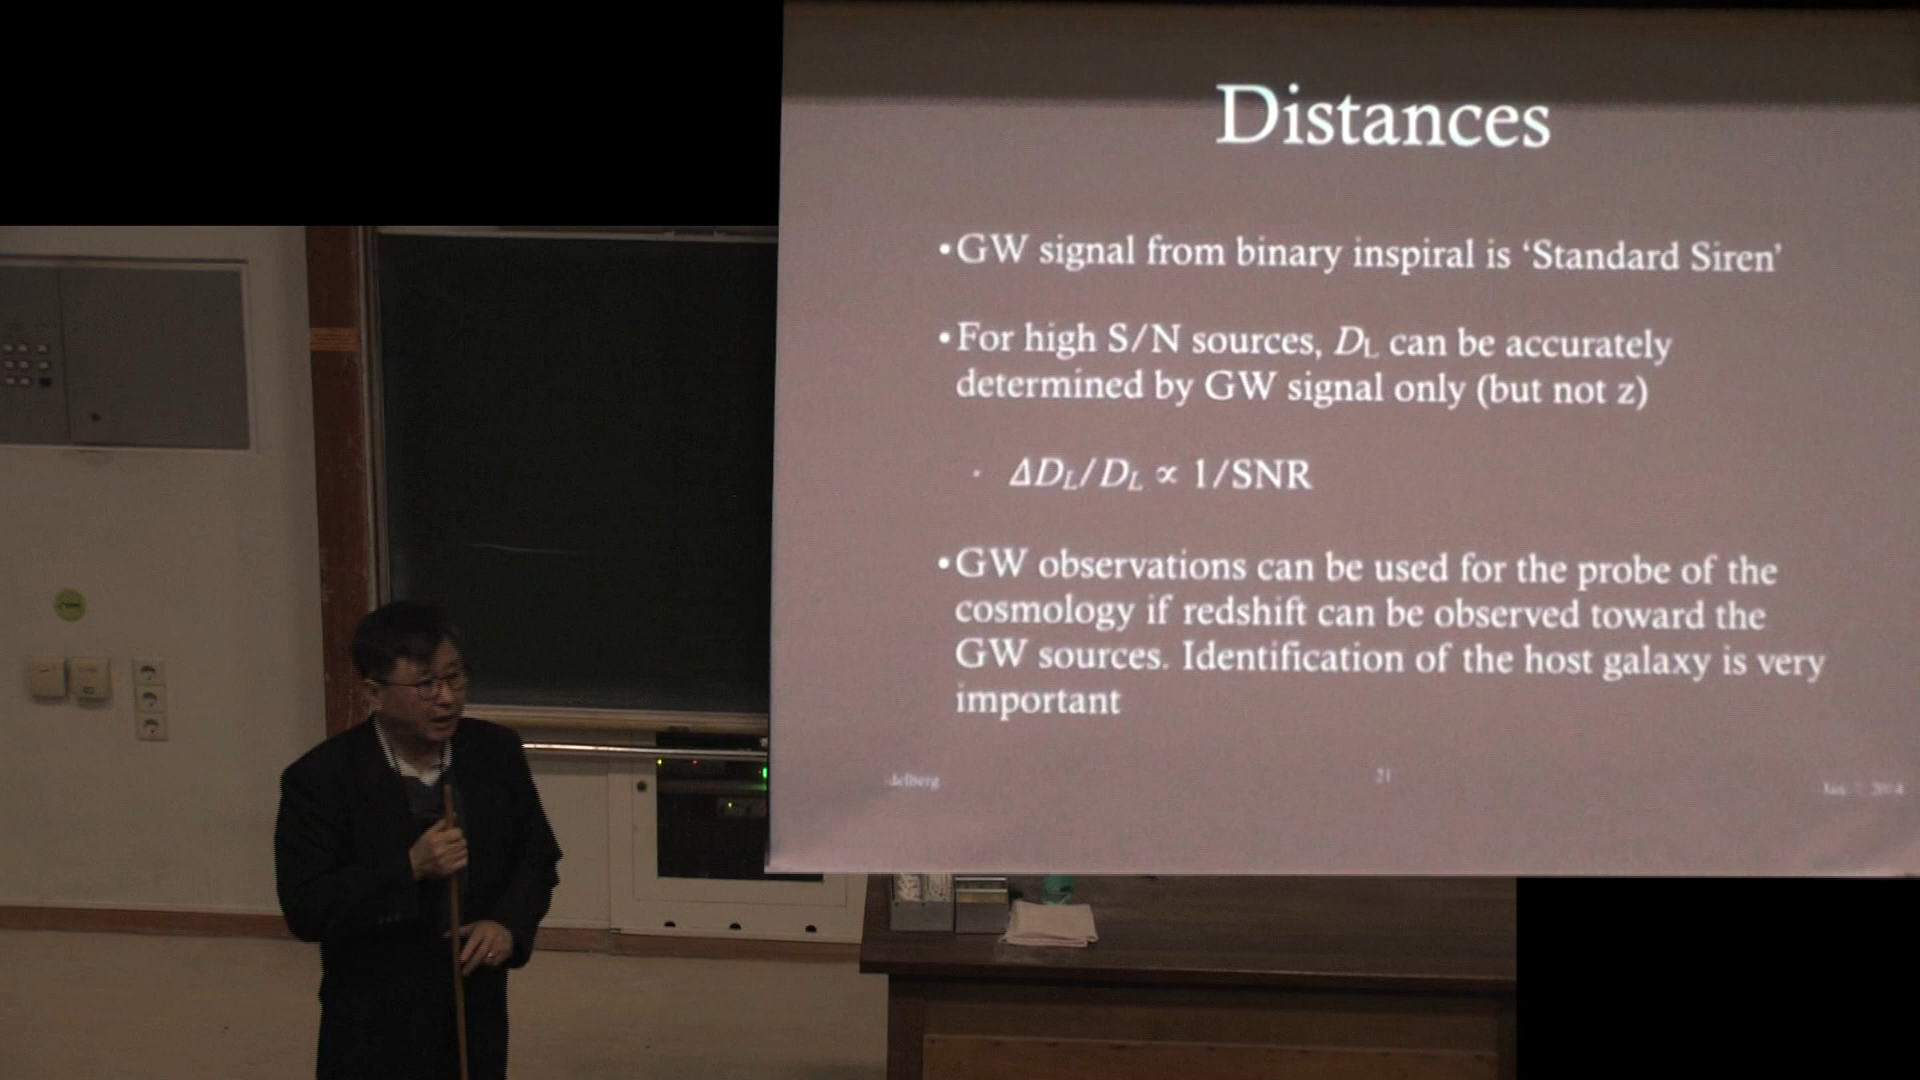 Distances
•GW signal from binary inspiral is ‘Standard Siren’
•For high S/N sources, DL can be accurately
determined by GW signal only (but not z)
· ΔDL/DL ∝ 1/SNR
•GW observations can be used for the probe of the
cosmology if redshift can be observed toward the
GW sources. Identification of the host galaxy is very
important
21